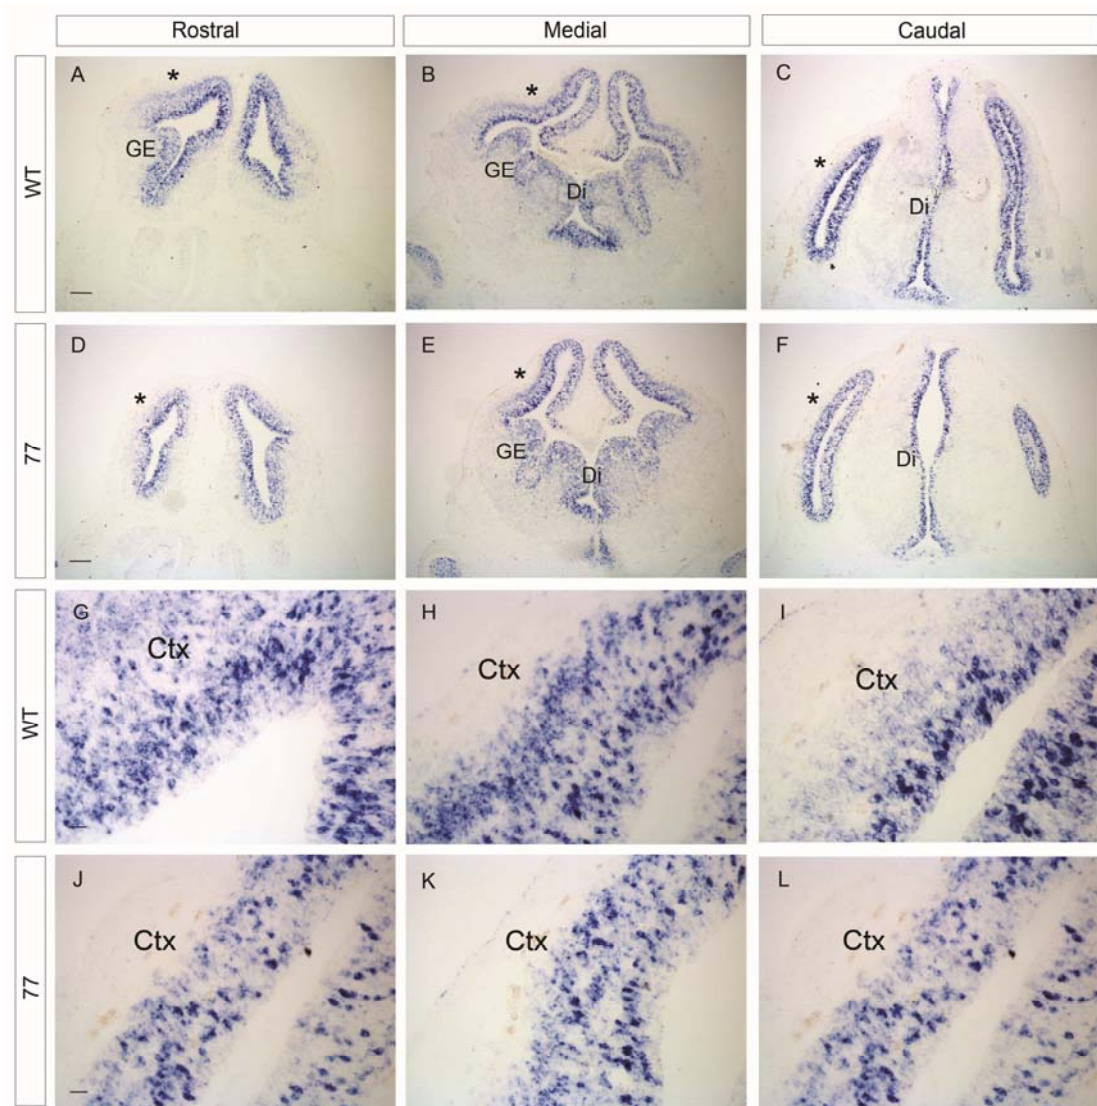 Rostral Medial Caudal
WT
A * GE
B * GE Di
C * Di
77
D *
E * GE Di
F * Di
WT
G Ctx
H Ctx
I Ctx
77
J Ctx
K Ctx
L Ctx